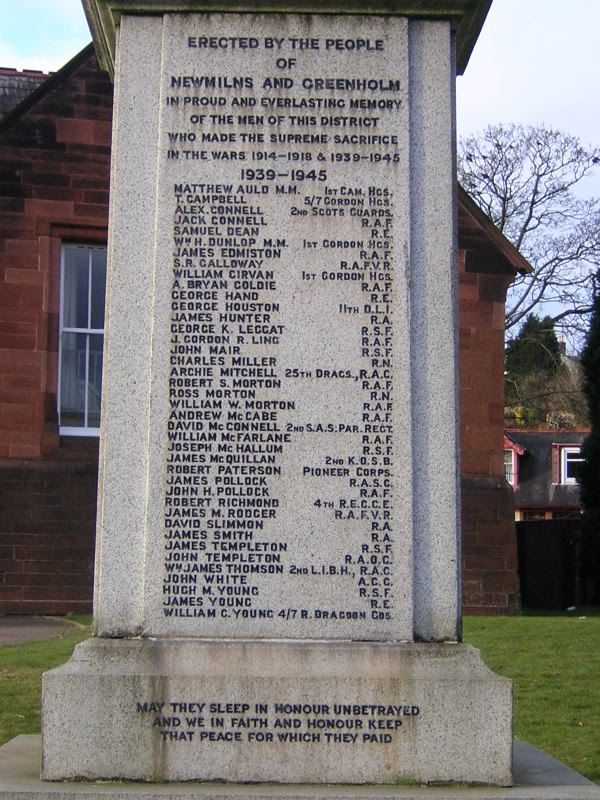 ERECTED BY THE PEOPLE
OF
NEWMILNS AND GREENHOLM
IN PROUD AND EVERLASTING MEMORY
OF THE MEN OF THIS DISTRICT
WHO MADE THE SUPREME SACRIFICE
IN THE WARS 1914-1918 & 1939-1945
1939-1945
MATTHEW AULD M.M. 1ST CAM. HGS.
T. CAMPBELL 5/7 GORDON HGS.
ALEX. CONNELL 2ND SCOTS GUARDS.
JACK CONNELL R.A.F.
SAMUEL DEAN R.E.
WM H. DUNLOP M.M. 1ST GORDON HGS.
JAMES EDMISTON R.A.F.
S.R. GALLOWAY R.A.F.V.R.
WILLIAM GIRVAN 1ST GORDON HGS.
A. BRYAN GOLDIE R.A.F.
GEORGE HAND R.E.
GEORGE HOUSTON 11TH D.L.I.
JAMES HUNTER R.A.
GEORGE K. LEGGAT R.S.F.
J. GORDON R. LING R.A.F.
JOHN MAIR R.S.F.
CHARLES MILLER R.N.
ARCHIE MITCHELL 25TH DRAGS., R.A.C.
ROBERT S. MORTON R.A.F.
ROSS MORTON R.N.
WILLIAM W. MORTON R.A.F.
ANDREW McCABE R.A.F.
DAVID McCONNELL 2ND S.A.S. PAR. REGT.
WILLIAM McFARLANE R.A.F.
JOSEPH McHALLUM R.S.F.
JAMES McQUILLAN 2ND K.O.S.B.
ROBERT PATERSON PIONEER CORPS.
JAMES POLLOCK R.A.S.C.
JOHN H. POLLOCK R.A.F.
ROBERT RICHMOND 4TH R.E.C.C.E.
JAMES M. RODGER R.A.F.V.R.
DAVID SLIMMON R.A.
JAMES SMITH R.A.
JAMES TEMPLETON R.S.F.
JOHN TEMPLETON R.A.O.C.
WM JAMES THOMSON 2ND L.I.B.H., R.A.C.
JOHN WHITE A.C.C.
HUGH M. YOUNG R.S.F.
JAMES YOUNG R.E.
WILLIAM C. YOUNG 4/7 R. DRAGOON GDS.
MAY THEY SLEEP IN HONOUR UNBETRAYED
AND WE IN FAITH AND HONOUR KEEP
THAT PEACE FOR WHICH THEY PAID